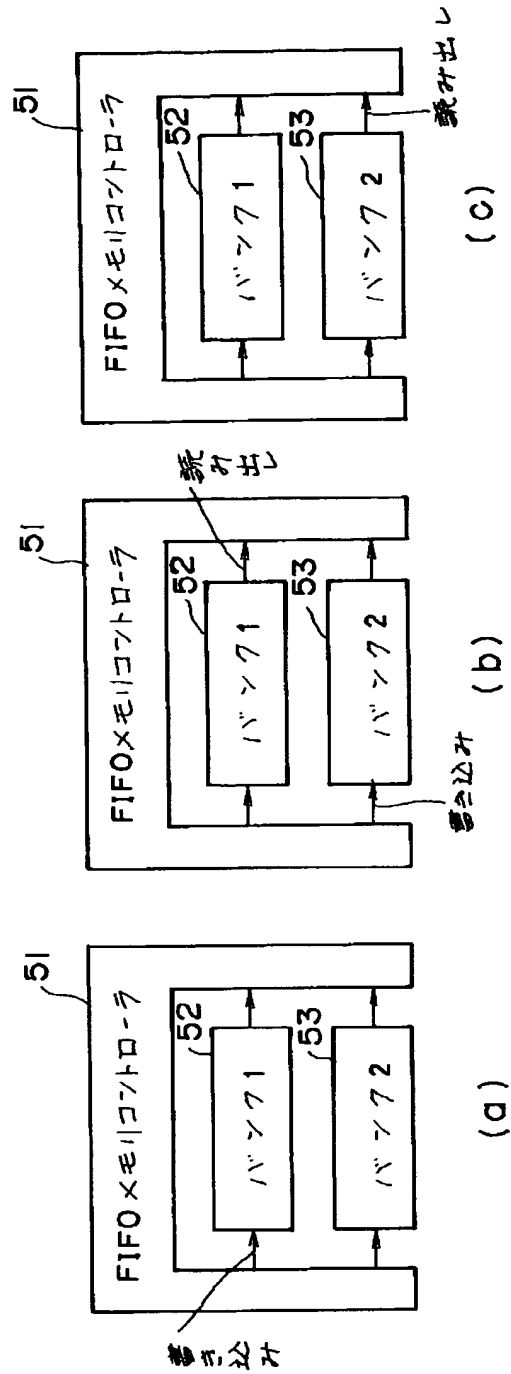 51
FIFOメモリコントローラ
52
バンク1
53
バンク2
書き込み
(a)
51
FIFOメモリコントローラ
52
バンク1
読み出し
53
バンク2
書き込み
(b)
51
FIFOメモリコントローラ
52
バンク1
53
バンク2
読み出し
(c)